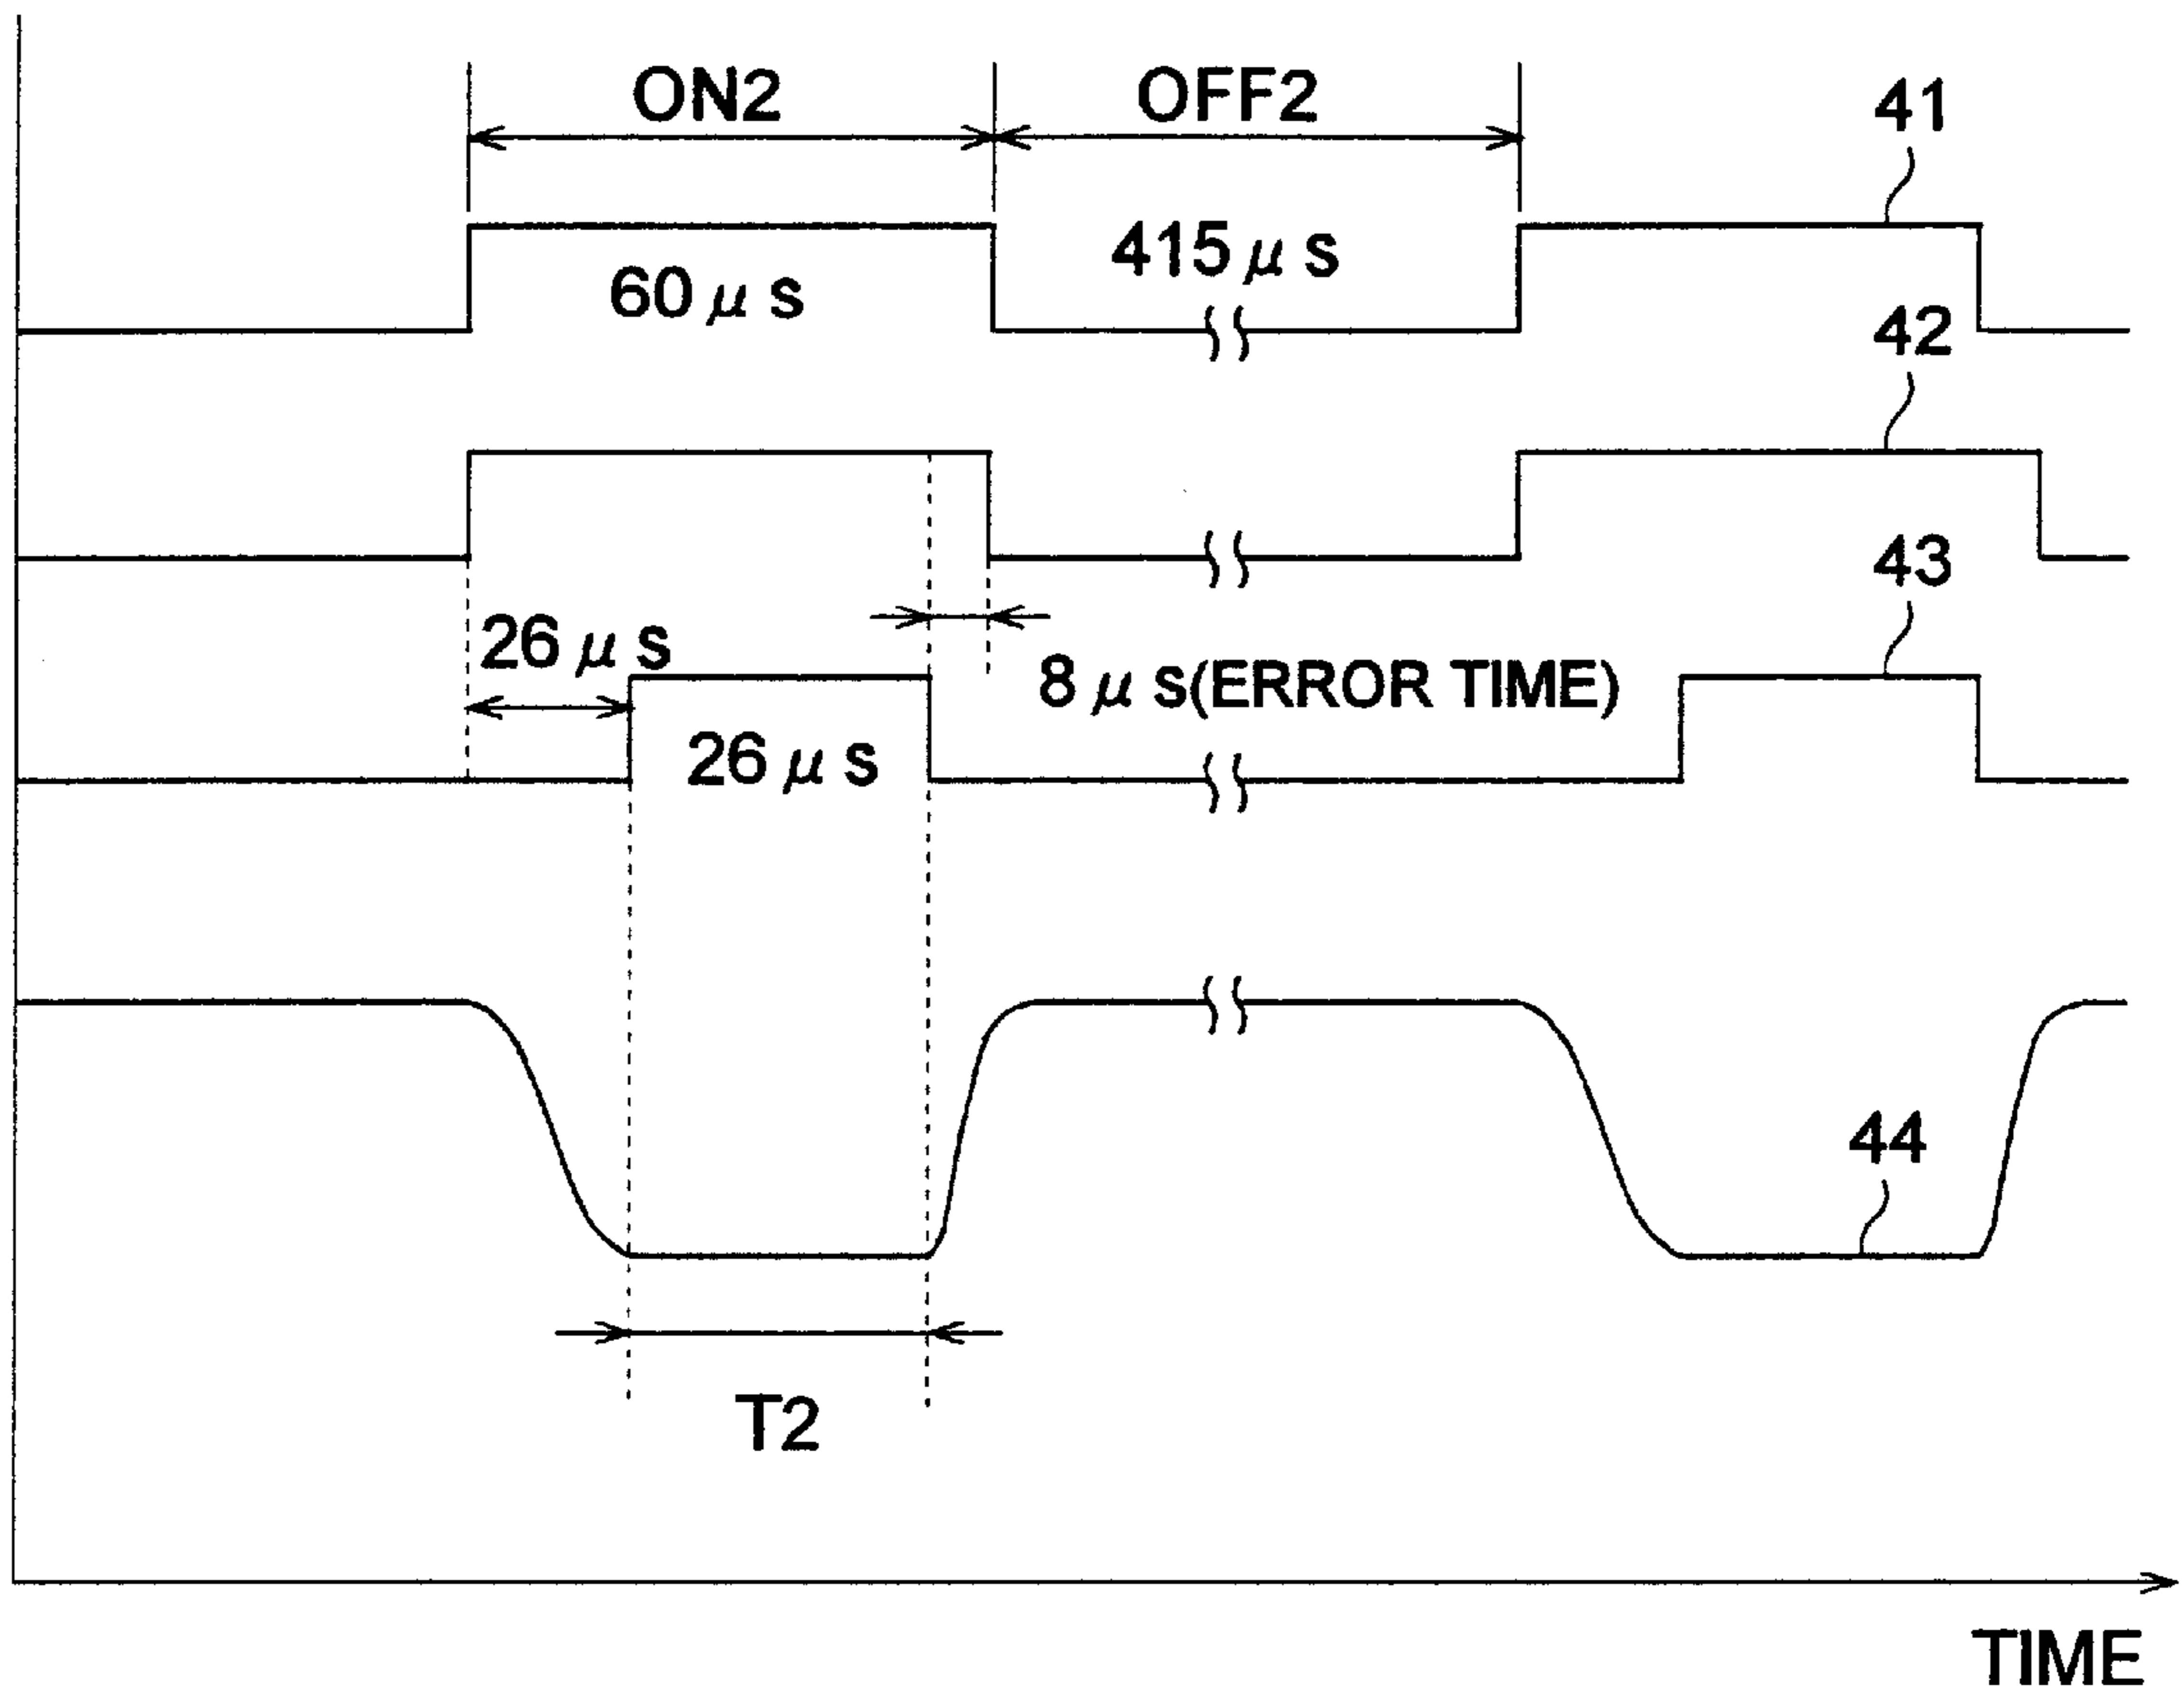 ON2
OFF2
41
60μs
415μs
42
26μs
43
8μs(ERROR TIME)
26μs
44
T2
TIME